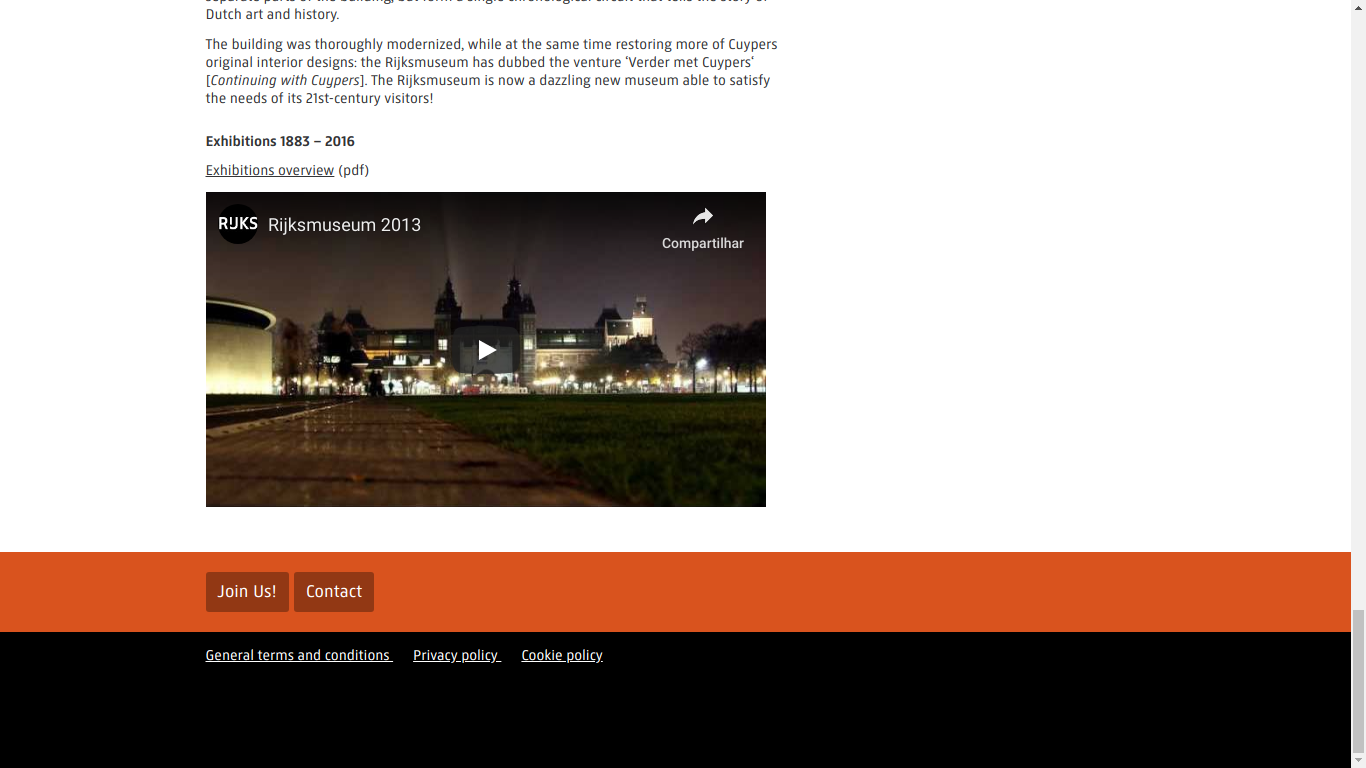 Dutch art and history.
The building was thoroughly modernized, while at the same time restoring more of Cuypers
original interior designs: the Rijksmuseum has dubbed the venture ‘Verder met Cuypers‘
[Continuing with Cuypers]. The Rijksmuseum is now a dazzling new museum able to satisfy
the needs of its 21st-century visitors!
Exhibitions 1883 – 2016
Exhibitions overview (pdf)
RIJKS Rijksmuseum 2013
Compartilhar
Join Us! Contact
General terms and conditions Privacy policy Cookie policy